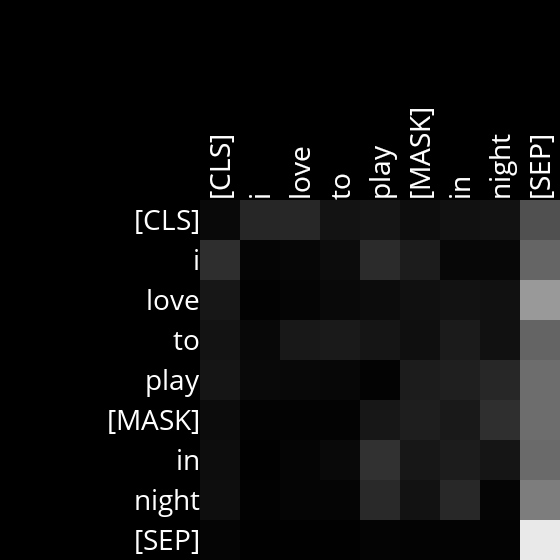 [CLS] i love to play [MASK] in night [SEP]
[CLS]
i
love
to
play
[MASK]
in
night
[SEP]